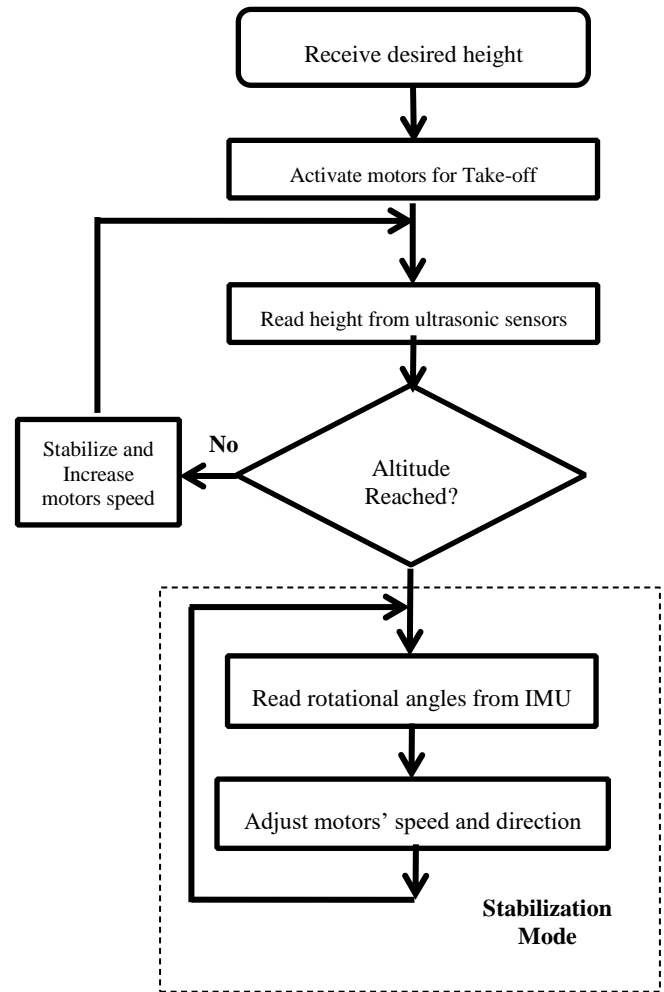 Receive desired height
Activate motors for Take-off
Read height from ultrasonic sensors
Altitude
Reached?
No
Stabilize and
Increase
motors speed
Read rotational angles from IMU
Adjust motors’ speed and direction
Stabilization
Mode